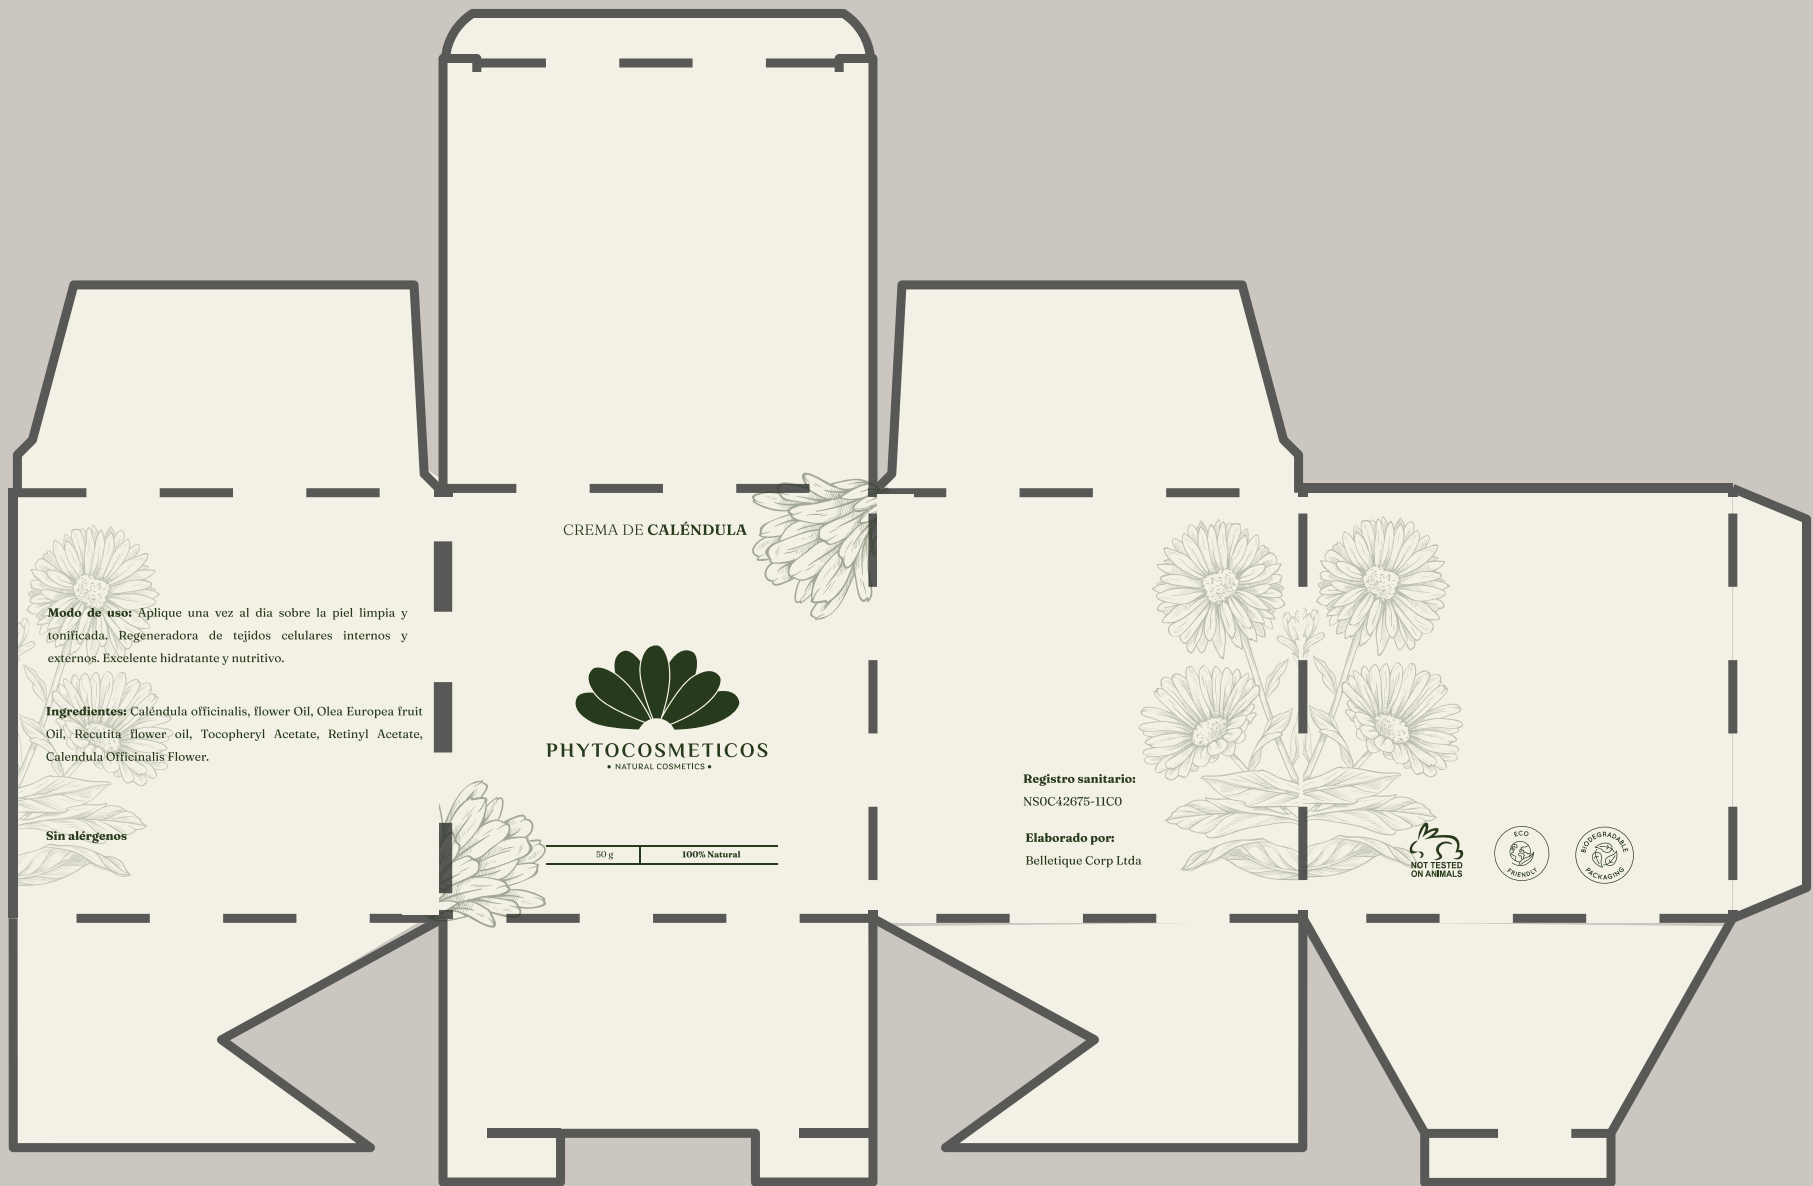 Modo de uso: Aplique una vez al dia sobre la piel limpia y
tonificada. Regeneradora de tejidos celulares internos y
externos. Excelente hidratante y nutritivo.
Ingredientes: Caléndula officinalis, flower Oil, Olea Europea fruit
Oil, Recutita flower oil, Tocopheryl Acetate, Retinyl Acetate,
Calendula Officinalis Flower.
Sin alérgenos
CREMA DE CALÉNDULA
PHYTOCOSMETICOS
• NATURAL COSMETICS •
50 g 100% Natural
Registro sanitario:
NS0C42675-11C0
Elaborado por:
Belletique Corp Ltda
NOT TESTED
ON ANIMALS
ECO
FRIENDLY
BIODEGRADABLE
PACKAGING